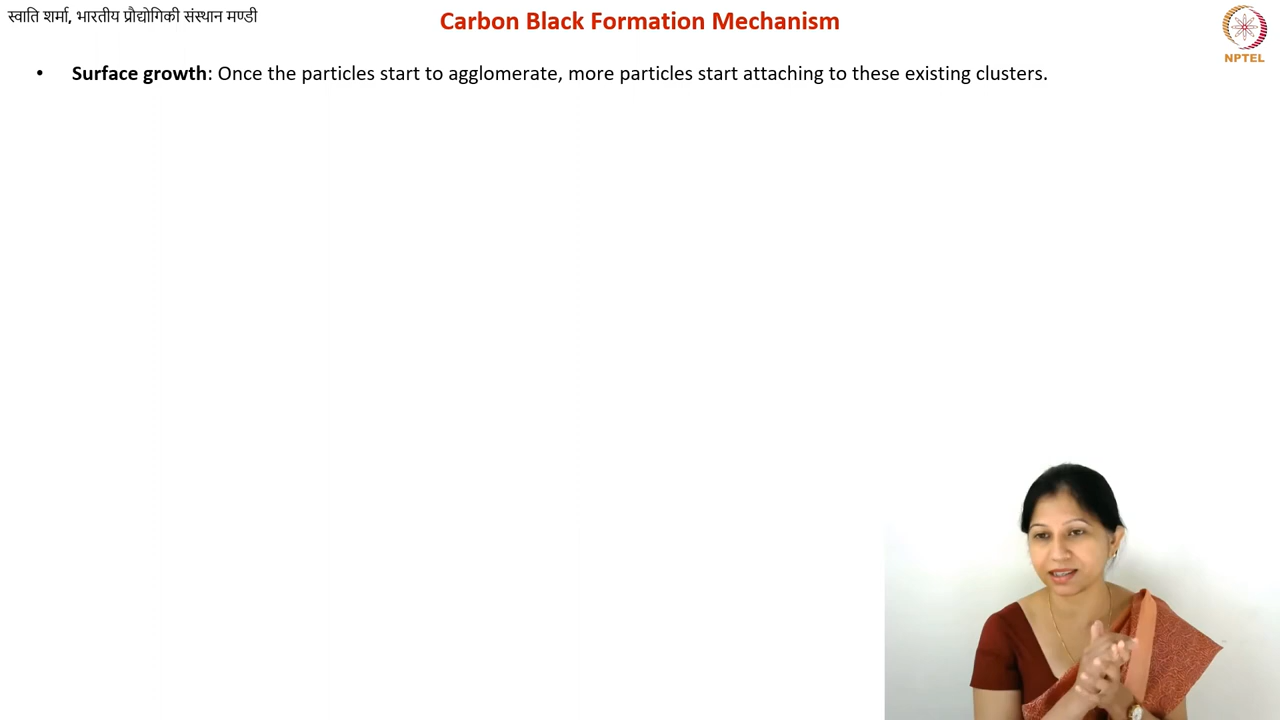 स्वाति शर्मा, भारतीय प्रौद्योगिकी संस्थान मण्डी
Carbon Black Formation Mechanism
NPTEL
• Surface growth: Once the particles start to agglomerate, more particles start attaching to these existing clusters.